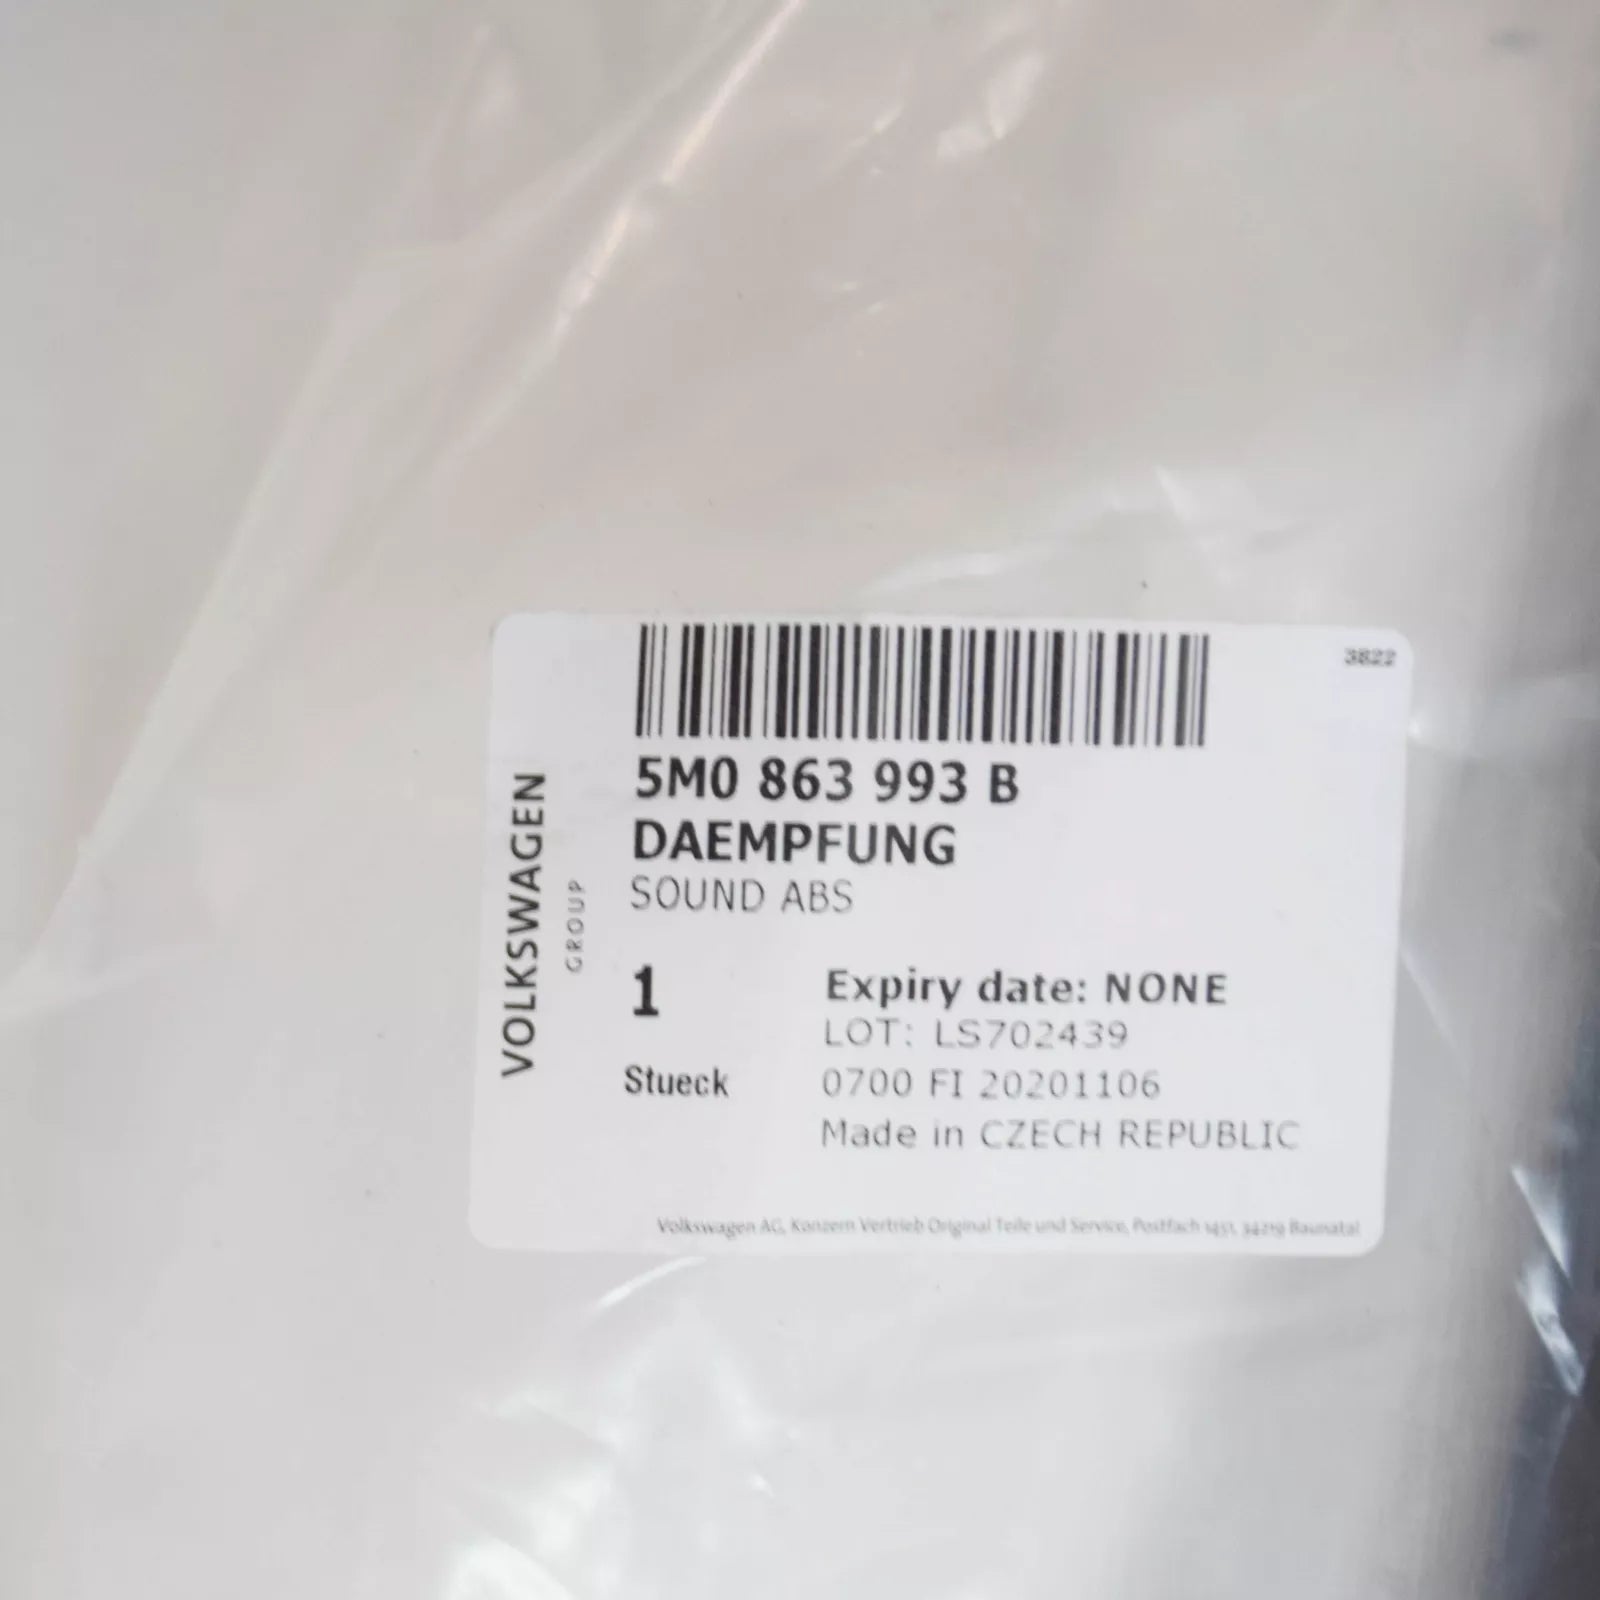 3822
5M0 863 993 B
DAEMPFUNG
SOUND ABS
VOLKSWAGEN
GROUP
1
Stueck
Expiry date: NONE
LOT: LS702439
0700 FI 20201106
Made in CZECH REPUBLIC
Volkswagen AG, Konzern Vertrieb Original Teile und Service, Postfach 1451, 34219 Baunatal